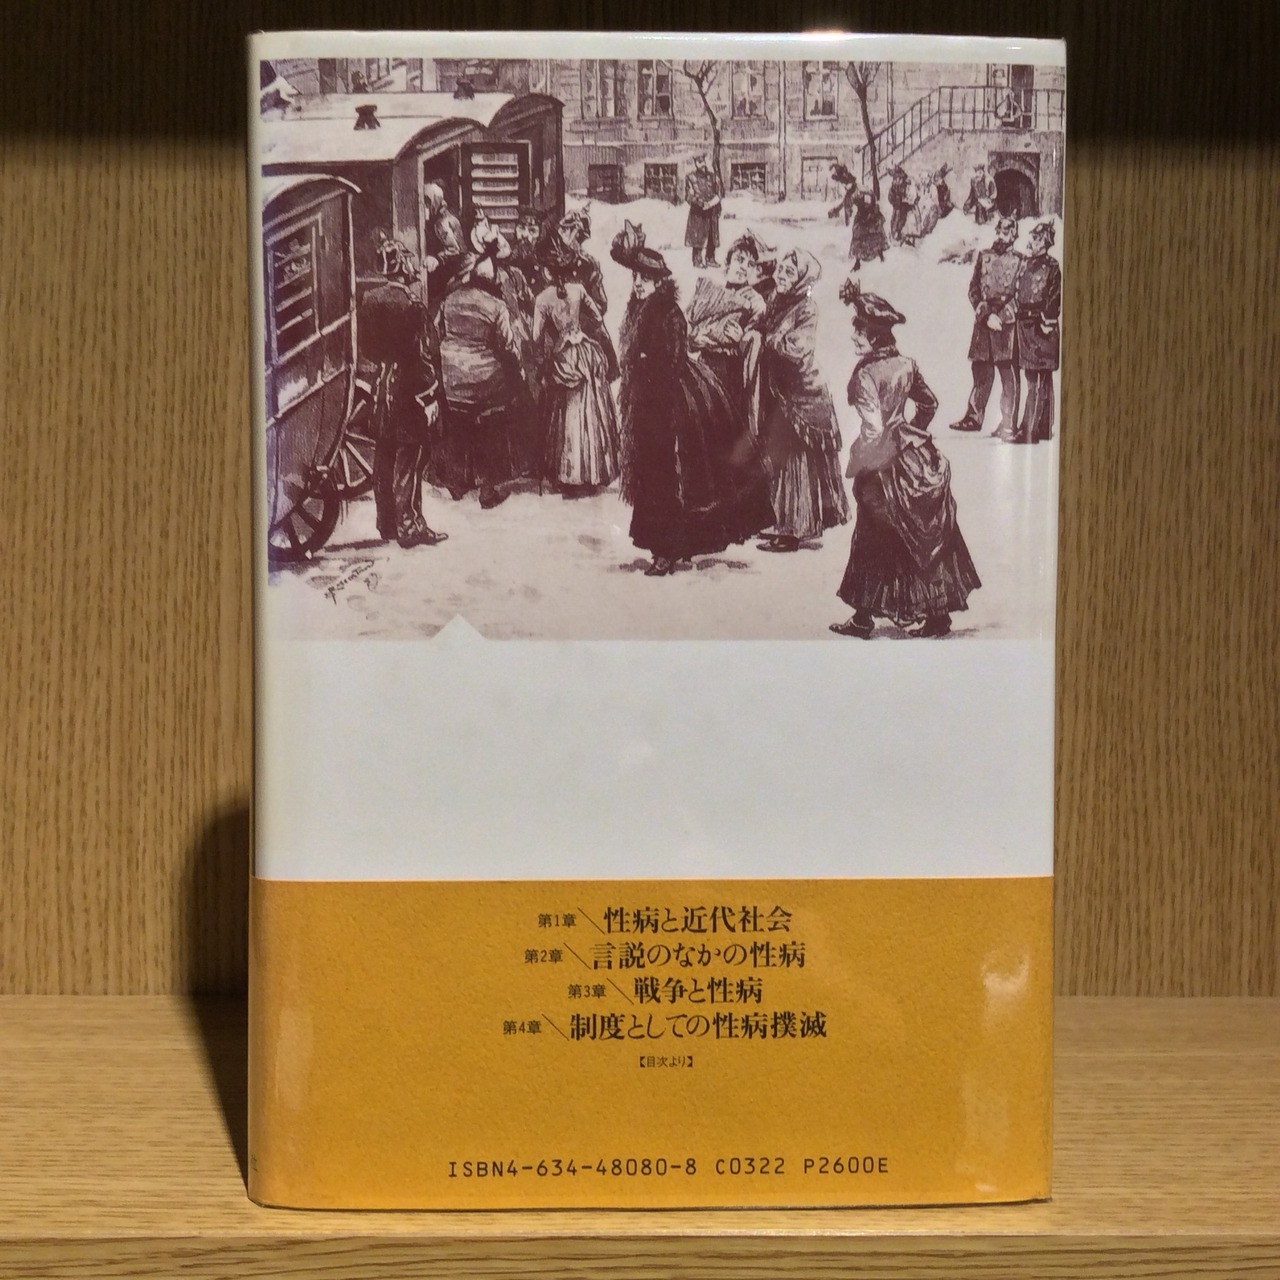 第1章＼性病と近代社会
第2章＼言説のなかの性病
第3章＼戦争と性病
第4章＼制度としての性病撲滅
【目次より】
ISBN4-634-48080-8 C0322 P2600E